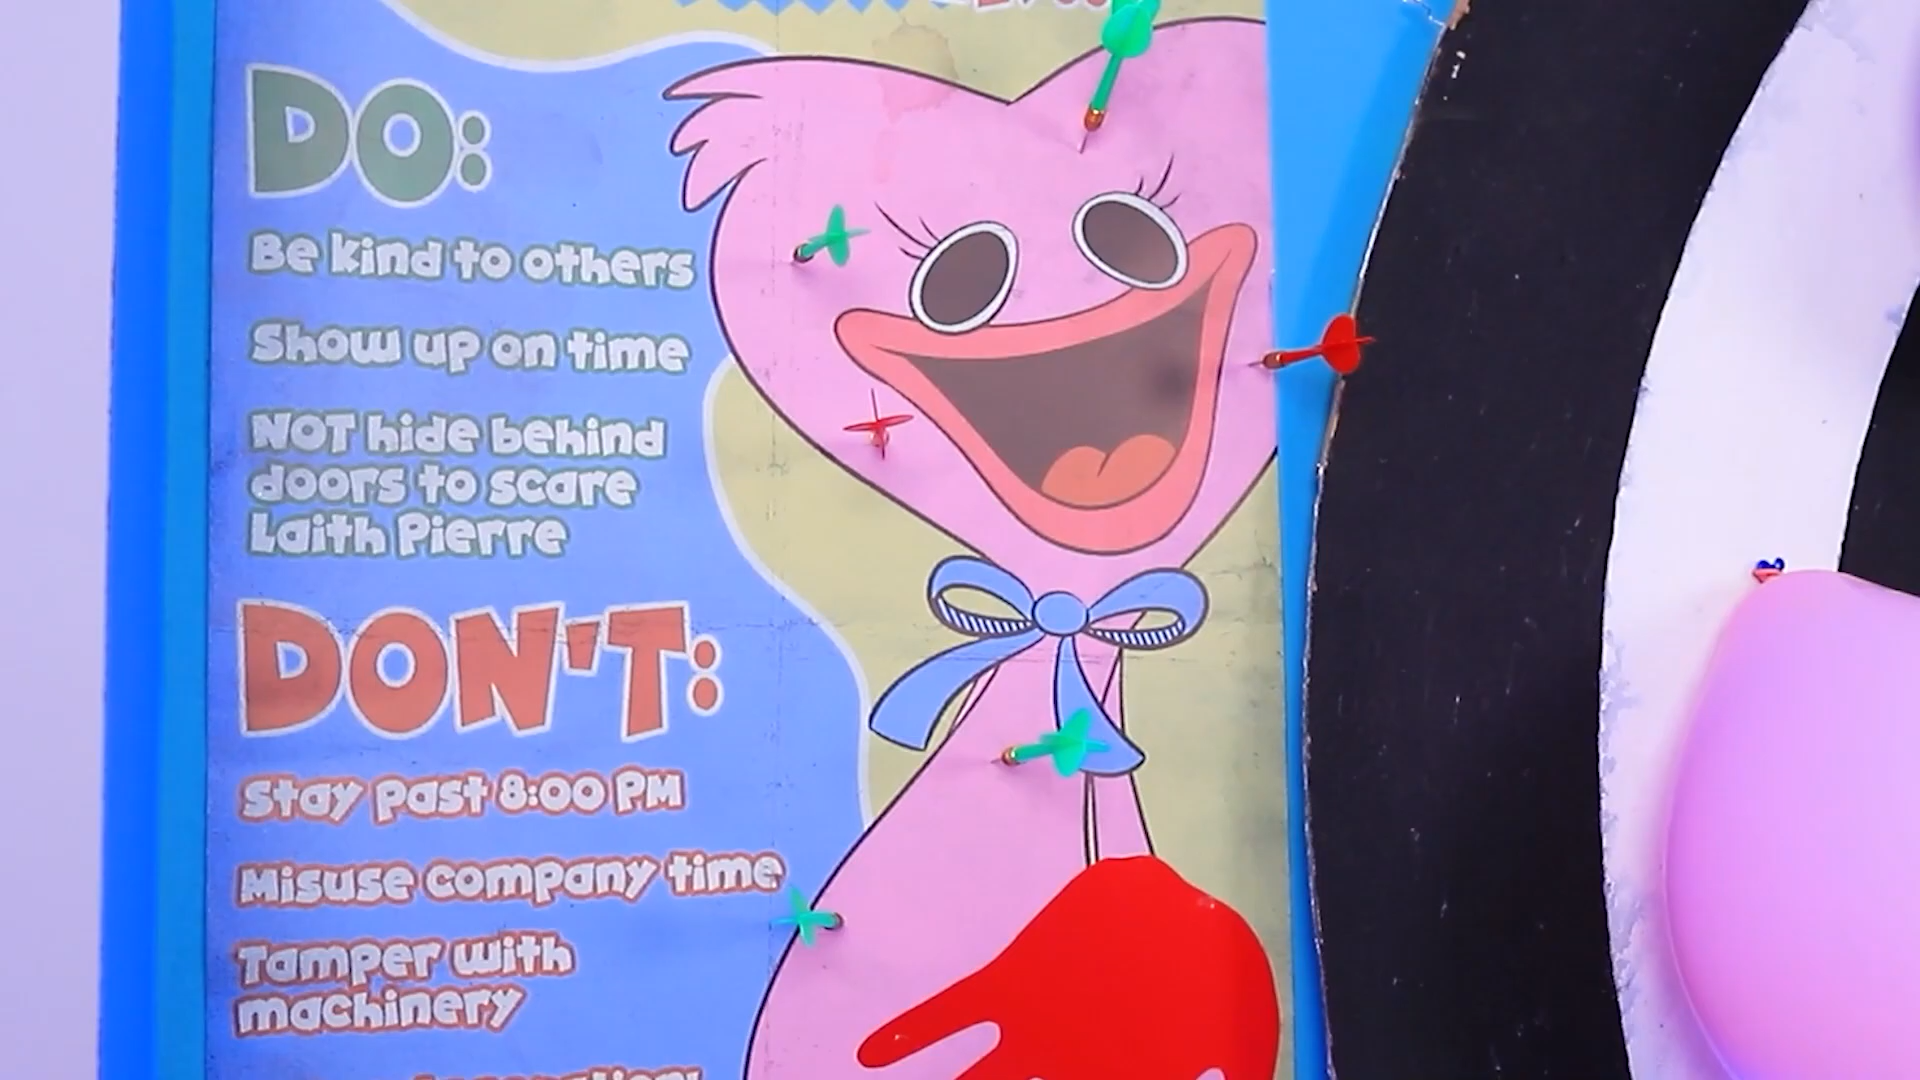 DO:
Be kind to others
Show up on time
NOT hide behind
doors to scare
Laith Pierre
DON'T:
Stay past 8:00 PM
Misuse company time
Tamper with
machinery